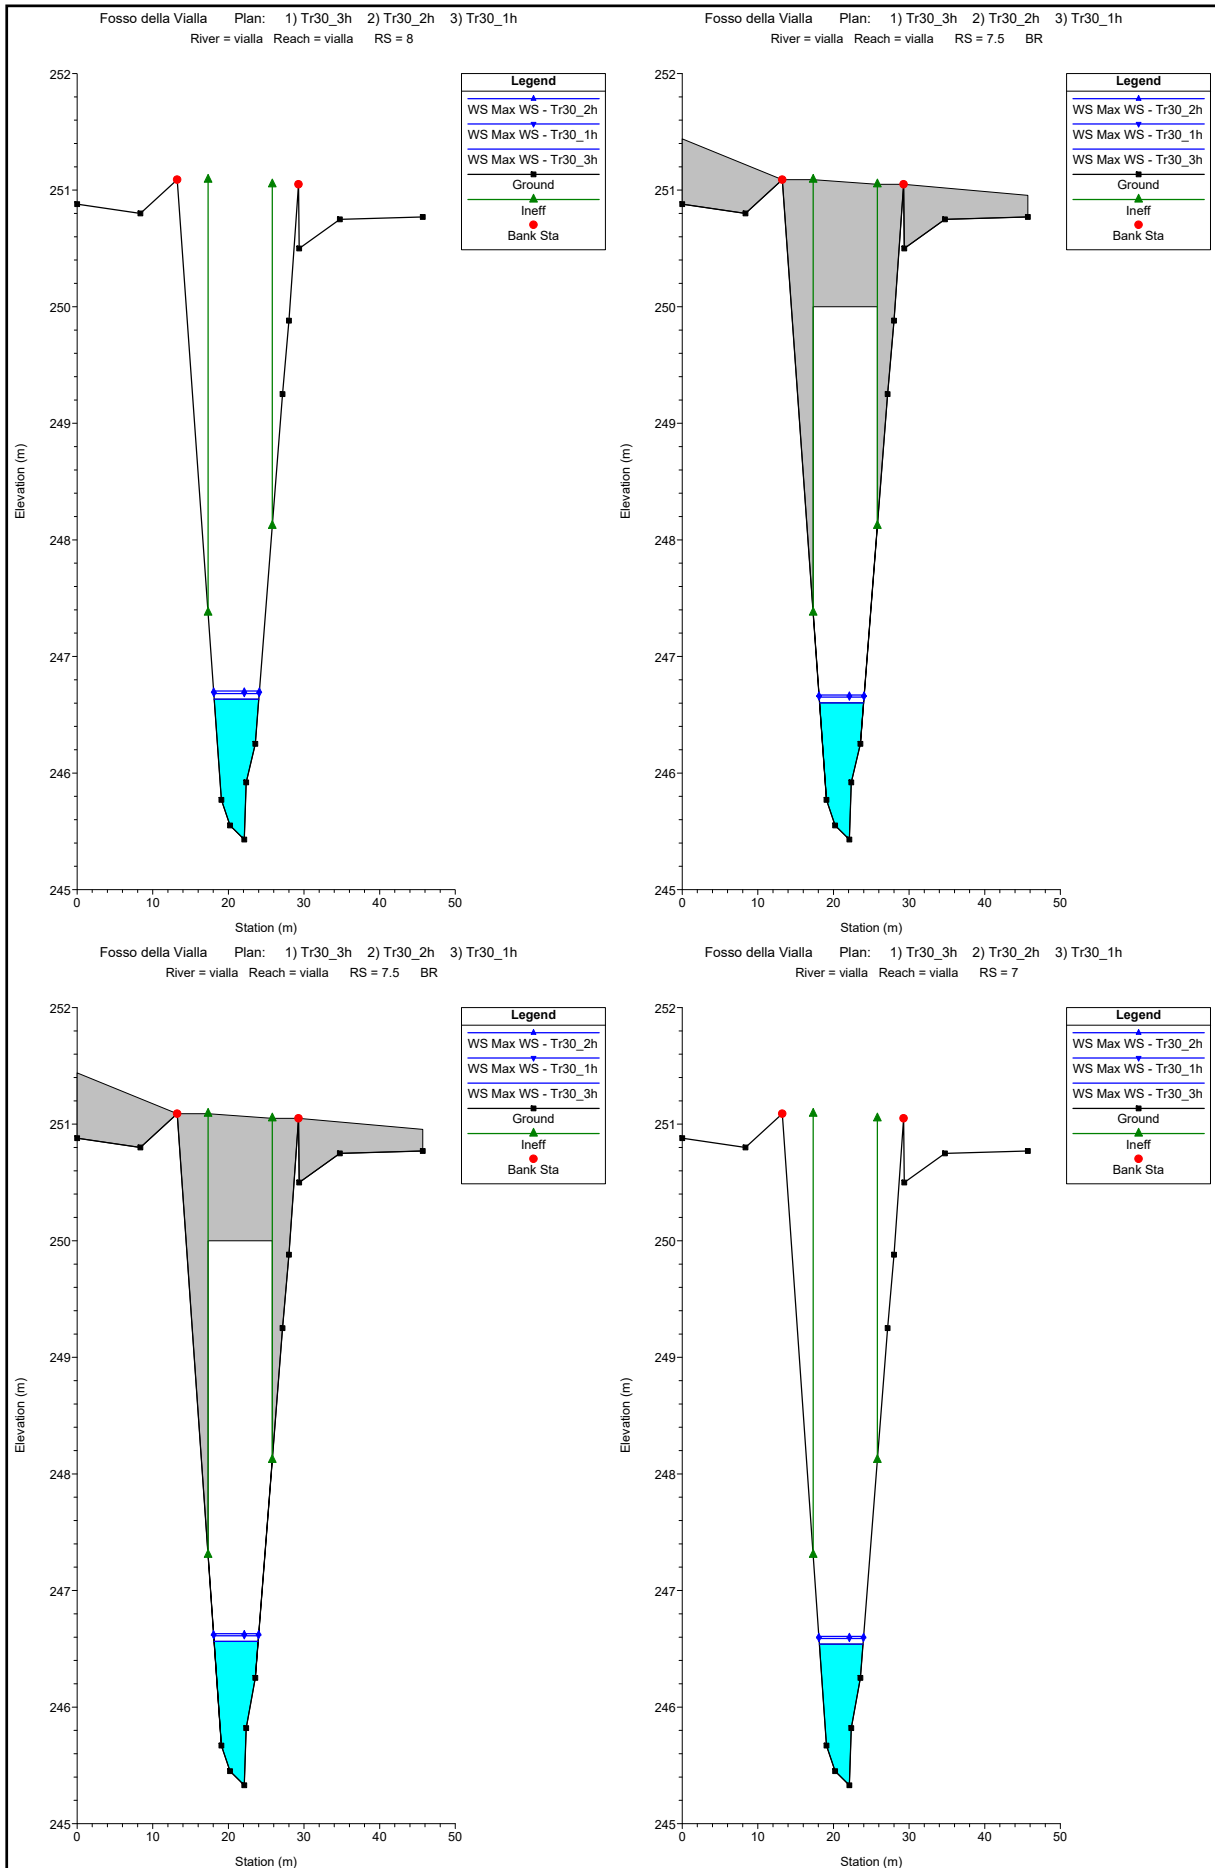 Fosso della Vialla Plan: 1) Tr30_3h 2) Tr30_2h 3) Tr30_1h
River = vialla Reach = vialla RS = 8
Legend
WS Max WS - Tr30_2h
WS Max WS - Tr30_1h
WS Max WS - Tr30_3h
Ground
Ineff
Bank Sta
252
251
250
249
248
247
246
245
Elevation (m)
0 10 20 30 40 50
Station (m)
Fosso della Vialla Plan: 1) Tr30_3h 2) Tr30_2h 3) Tr30_1h
River = vialla Reach = vialla RS = 7.5 BR
Legend
WS Max WS - Tr30_2h
WS Max WS - Tr30_1h
WS Max WS - Tr30_3h
Ground
Ineff
Bank Sta
252
251
250
249
248
247
246
245
Elevation (m)
0 10 20 30 40 50
Station (m)
Fosso della Vialla Plan: 1) Tr30_3h 2) Tr30_2h 3) Tr30_1h
River = vialla Reach = vialla RS = 7.5 BR
Legend
WS Max WS - Tr30_2h
WS Max WS - Tr30_1h
WS Max WS - Tr30_3h
Ground
Ineff
Bank Sta
252
251
250
249
248
247
246
245
Elevation (m)
0 10 20 30 40 50
Station (m)
Fosso della Vialla Plan: 1) Tr30_3h 2) Tr30_2h 3) Tr30_1h
River = vialla Reach = vialla RS = 7
Legend
WS Max WS - Tr30_2h
WS Max WS - Tr30_1h
WS Max WS - Tr30_3h
Ground
Ineff
Bank Sta
252
251
250
249
248
247
246
245
Elevation (m)
0 10 20 30 40 50
Station (m)